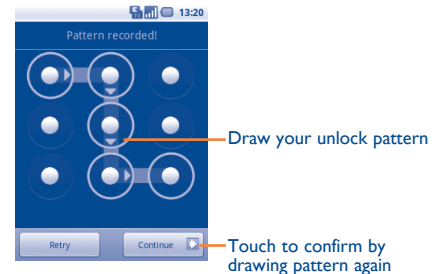 13:20
Pattern recorded!
Draw your unlock pattern
Retry
Continue
Touch to confirm by
drawing pattern again